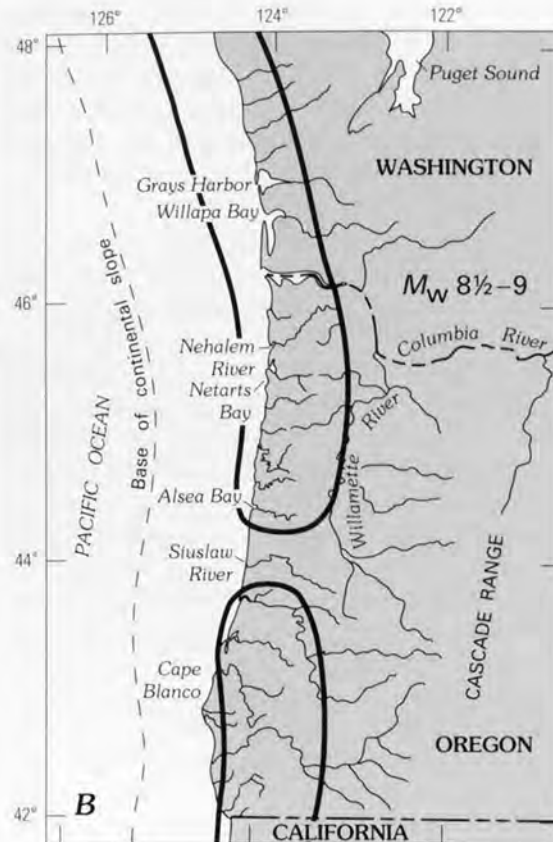 126° 124° 122°
48°
Puget Sound
WASHINGTON
Grays Harbor
Willapa Bay
M_W 8½–9
46°
Columbia River
Nehalem
River
Netarts
Bay
Base of continental slope
PACIFIC OCEAN
Willamette River
Alsea Bay
44°
Siuslaw
River
CASCADE RANGE
Cape
Blanco
OREGON
42°
B
CALIFORNIA